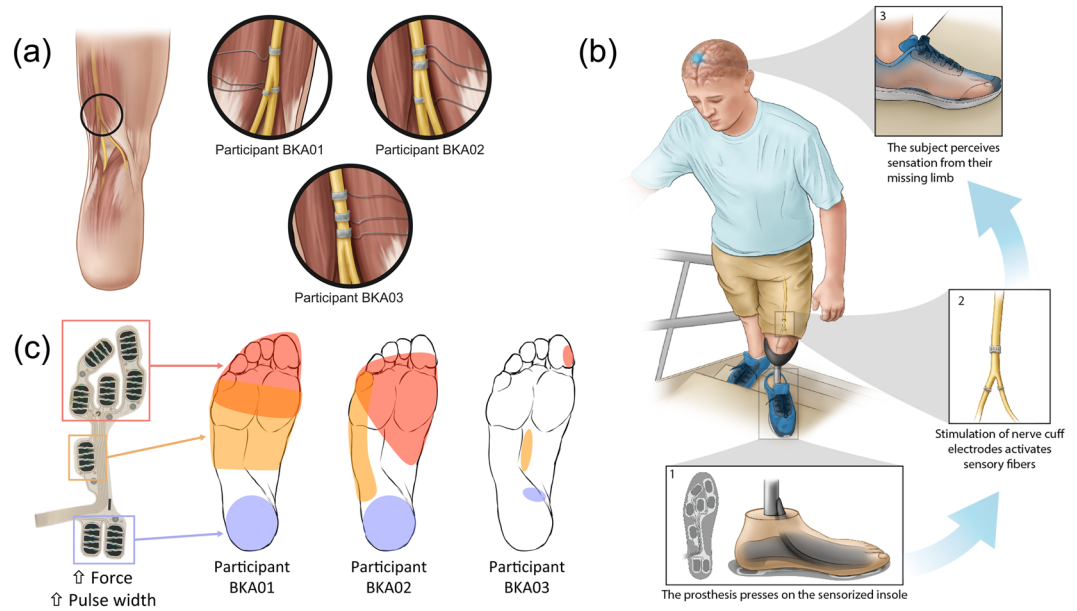 (a)
Participant BKA01
Participant BKA02
Participant BKA03
(b)
3
The subject perceives
sensation from their
missing limb
2
Stimulation of nerve cuff
electrodes activates
sensory fibers
1
The prosthesis presses on the sensorized insole
(c)
⇧ Force
⇧ Pulse width
Participant
BKA01
Participant
BKA02
Participant
BKA03